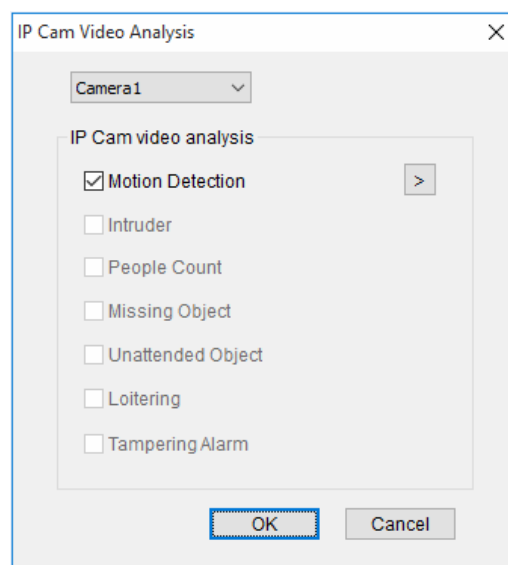 IP Cam Video Analysis
Camera1
IP Cam video analysis
Motion Detection >
Intruder
People Count
Missing Object
Unattended Object
Loitering
Tampering Alarm
OK Cancel